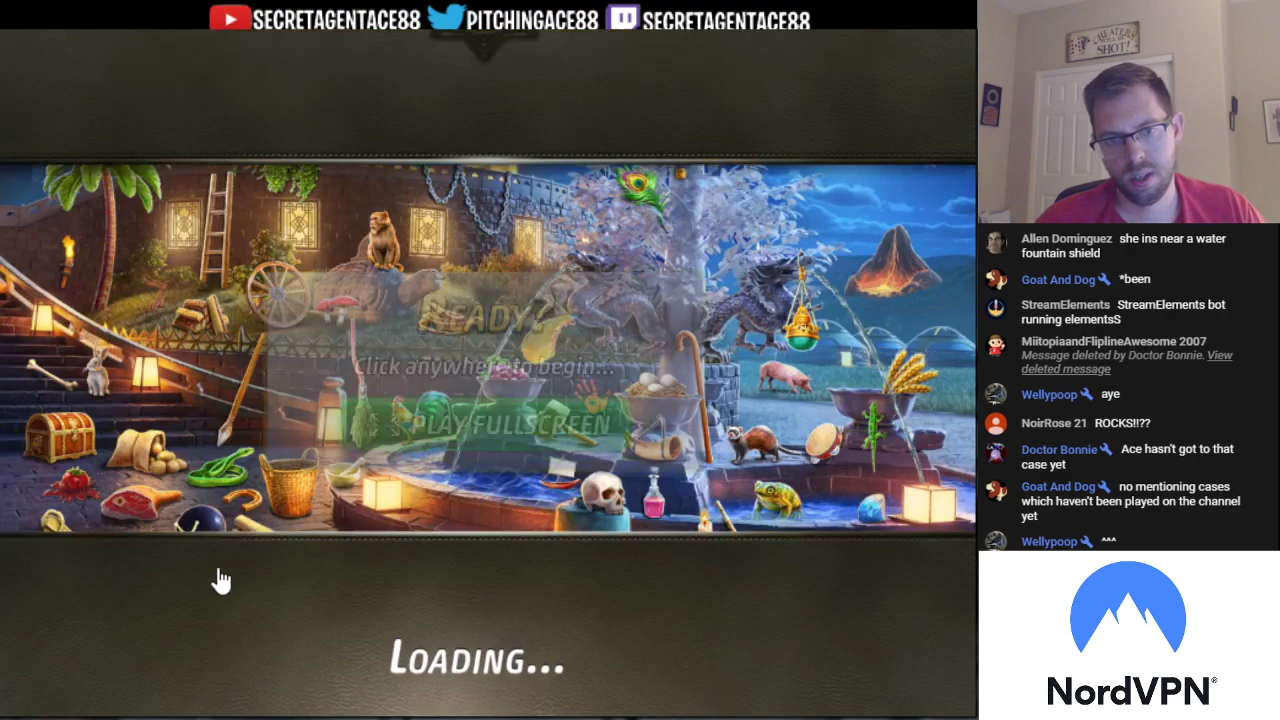 SECRETAGENTACE88 PITCHINGACE88 SECRETAGENTACE88
READY?
Click anywhere to begin...
PLAY FULLSCREEN
LOADING...
SHOT!
Allen Dominguez she ins near a water
fountain shield
Goat And Dog *been
StreamElements StreamElements bot
running elementsS
MiitopiaandFliplineAwesome 2007
Message deleted by Doctor Bonnie. View
deleted message
Wellypoop aye
NoirRose 21 ROCKS!!??
Doctor Bonnie Ace hasn't got to that
case yet
Goat And Dog no mentioning cases
which haven't been played on the channel
yet
Wellypoop ^^^
NordVPN®